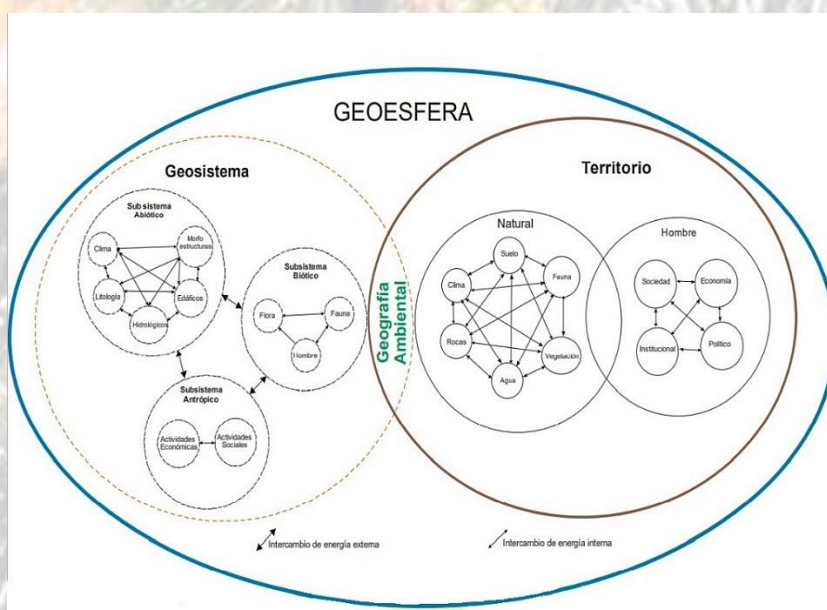 GEOESFERA
Geosistema
Subsistema
Abiótico
Clima
Morfo
estructuras
Litología
Edáficos
Hidrológicos
Subsistema
Biótico
Flora
Fauna
Hombre
Subsistema
Antrópico
Actividades
Económicas
Actividades
Sociales
Geografía
Ambiental
Territorio
Natural
Suelo
Clima
Fauna
Rocas
Vegetación
Agua
Hombre
Sociedad
Economía
Institucional
Político
Intercambio de energía externa
Intercambio de energía interna